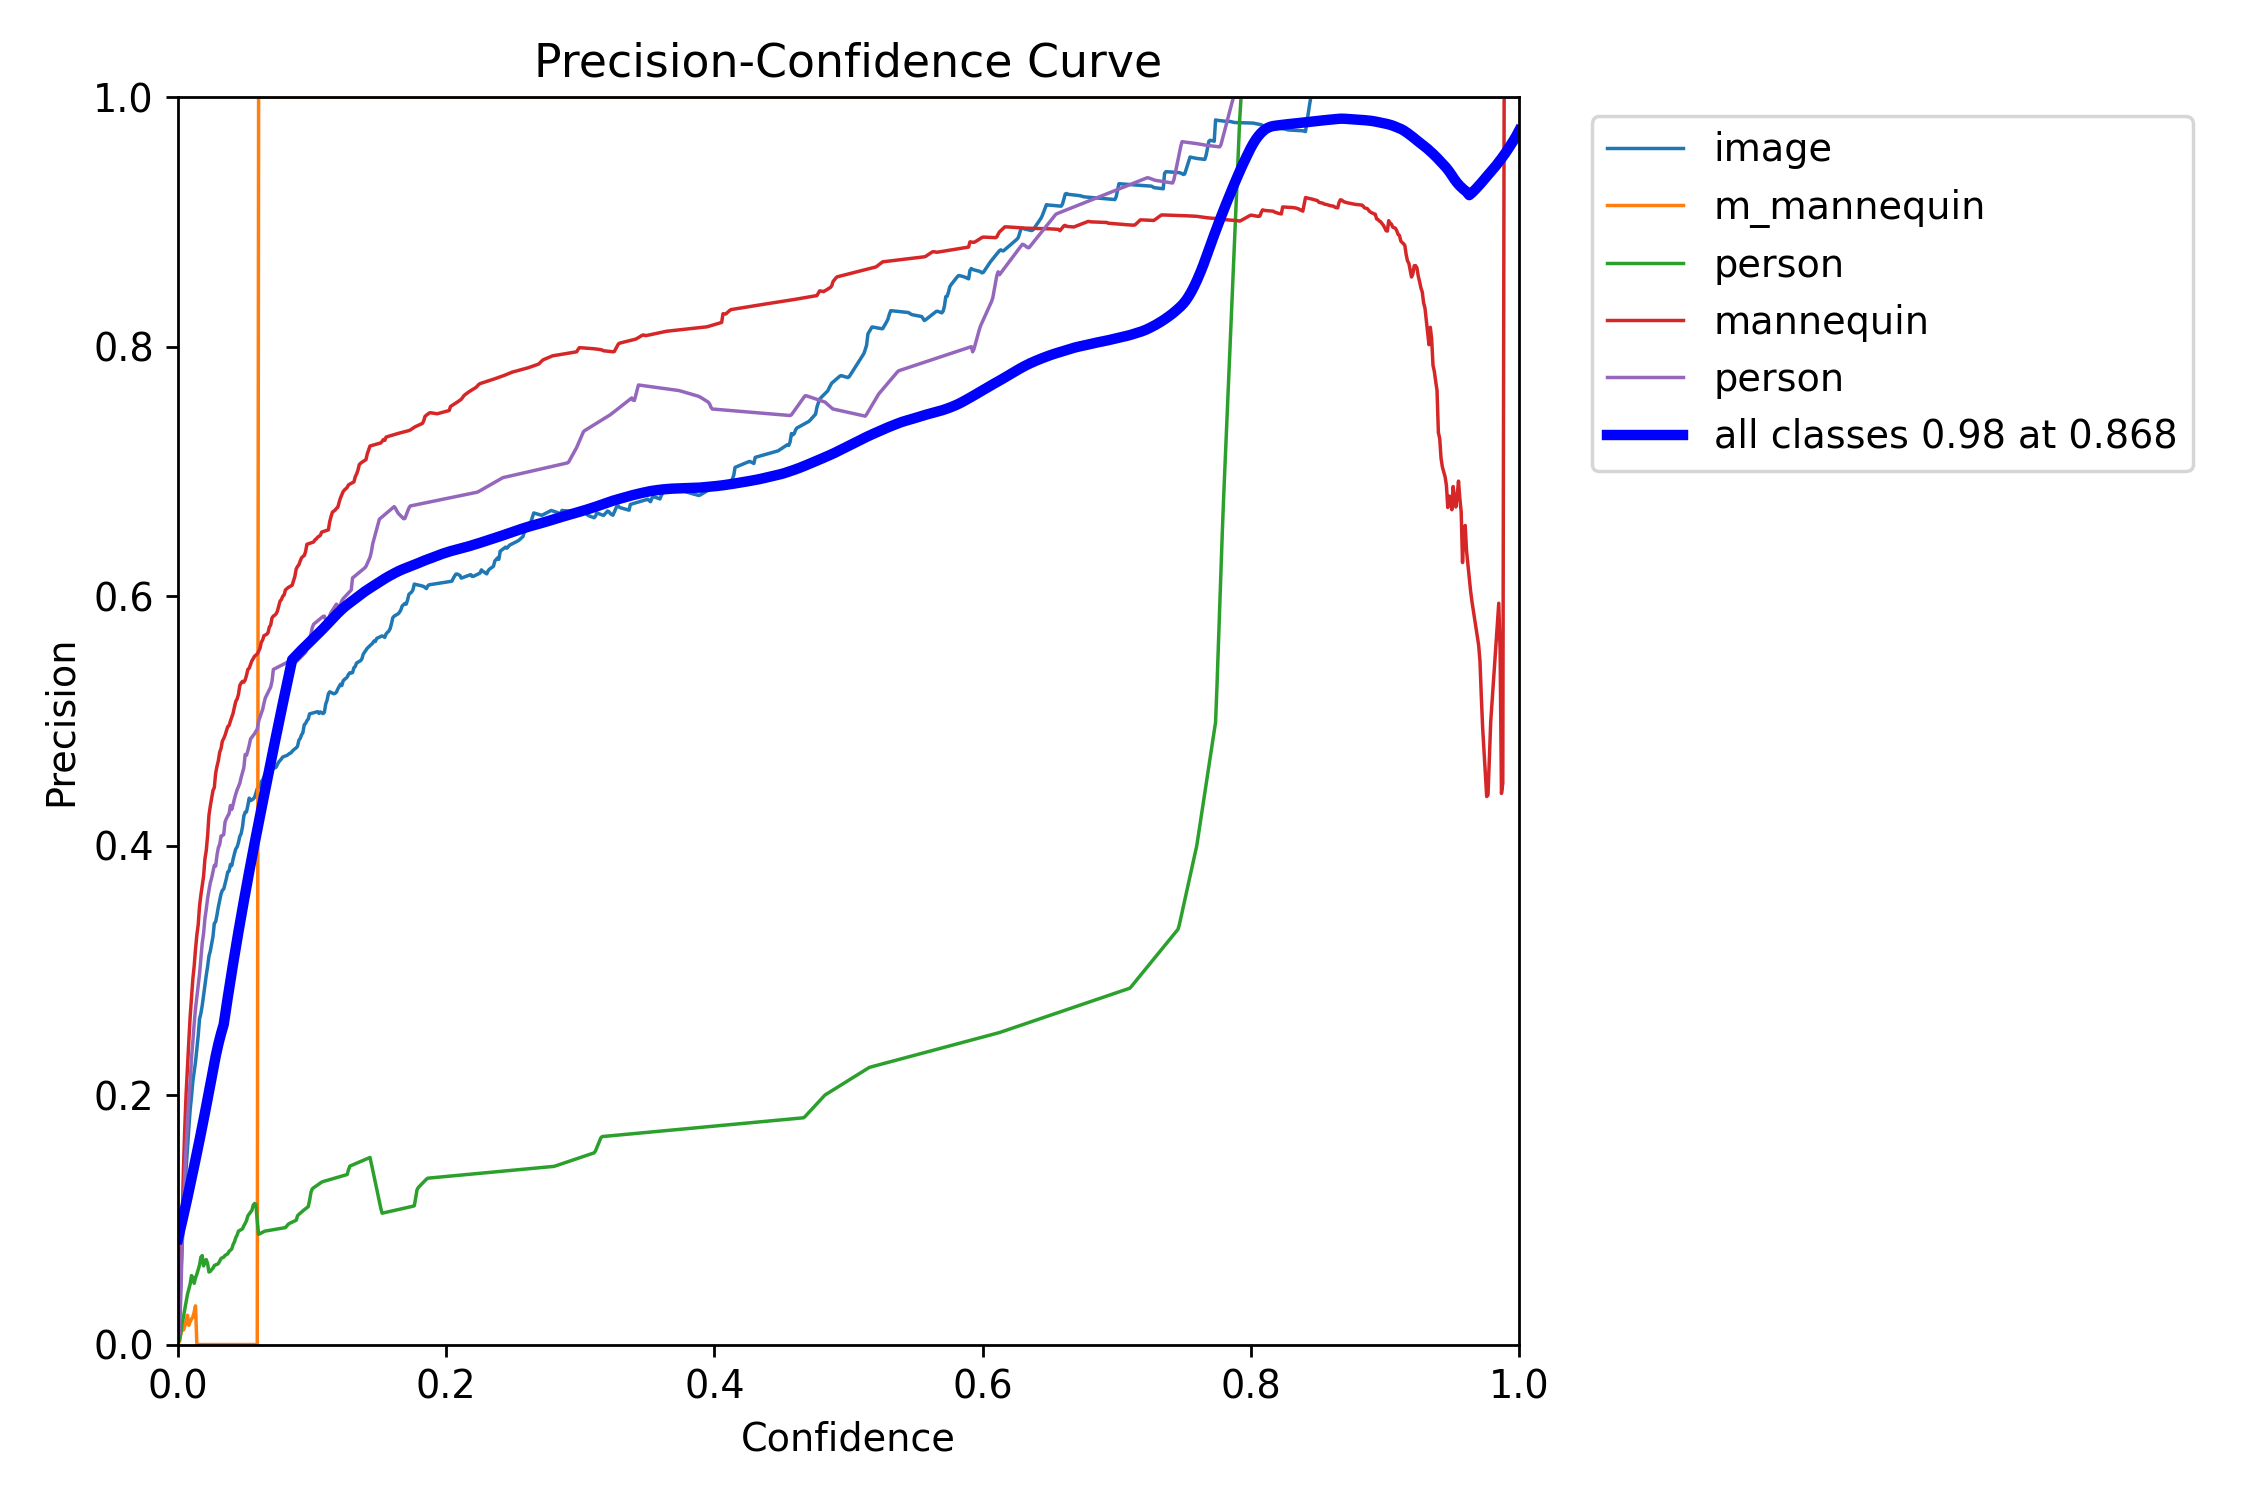 Precision-Confidence Curve
1.0
0.8
0.6
0.4
0.2
0.0
Precision
0.0 0.2 0.4 0.6 0.8 1.0
Confidence
image
m_mannequin
person
mannequin
person
all classes 0.98 at 0.868